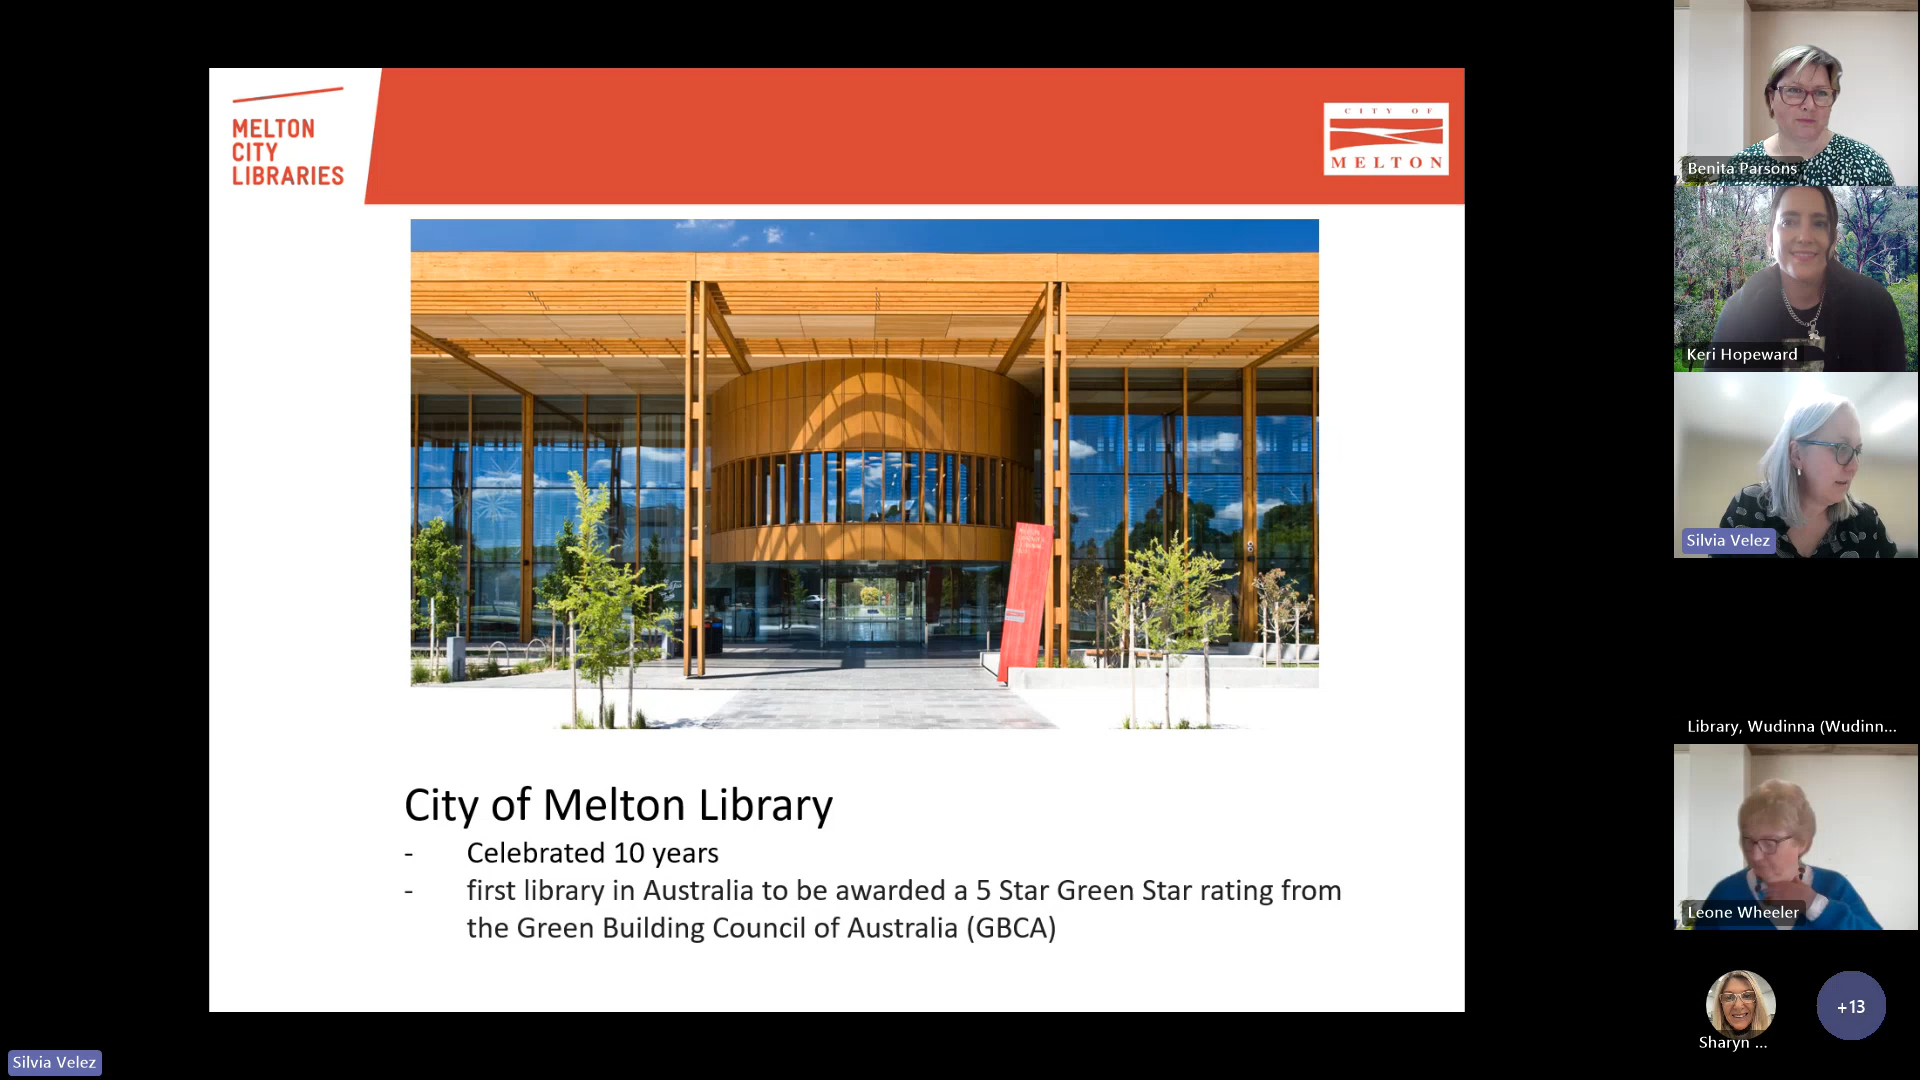 MELTON
CITY
LIBRARIES
CITY OF
MELTON
City of Melton Library
- Celebrated 10 years
- first library in Australia to be awarded a 5 Star Green Star rating from
the Green Building Council of Australia (GBCA)
Benita Parsons
Keri Hopeward
Silvia Velez
Library, Wudinna (Wudinn...
Leone Wheeler
Sharyn ...
+13
Silvia Velez